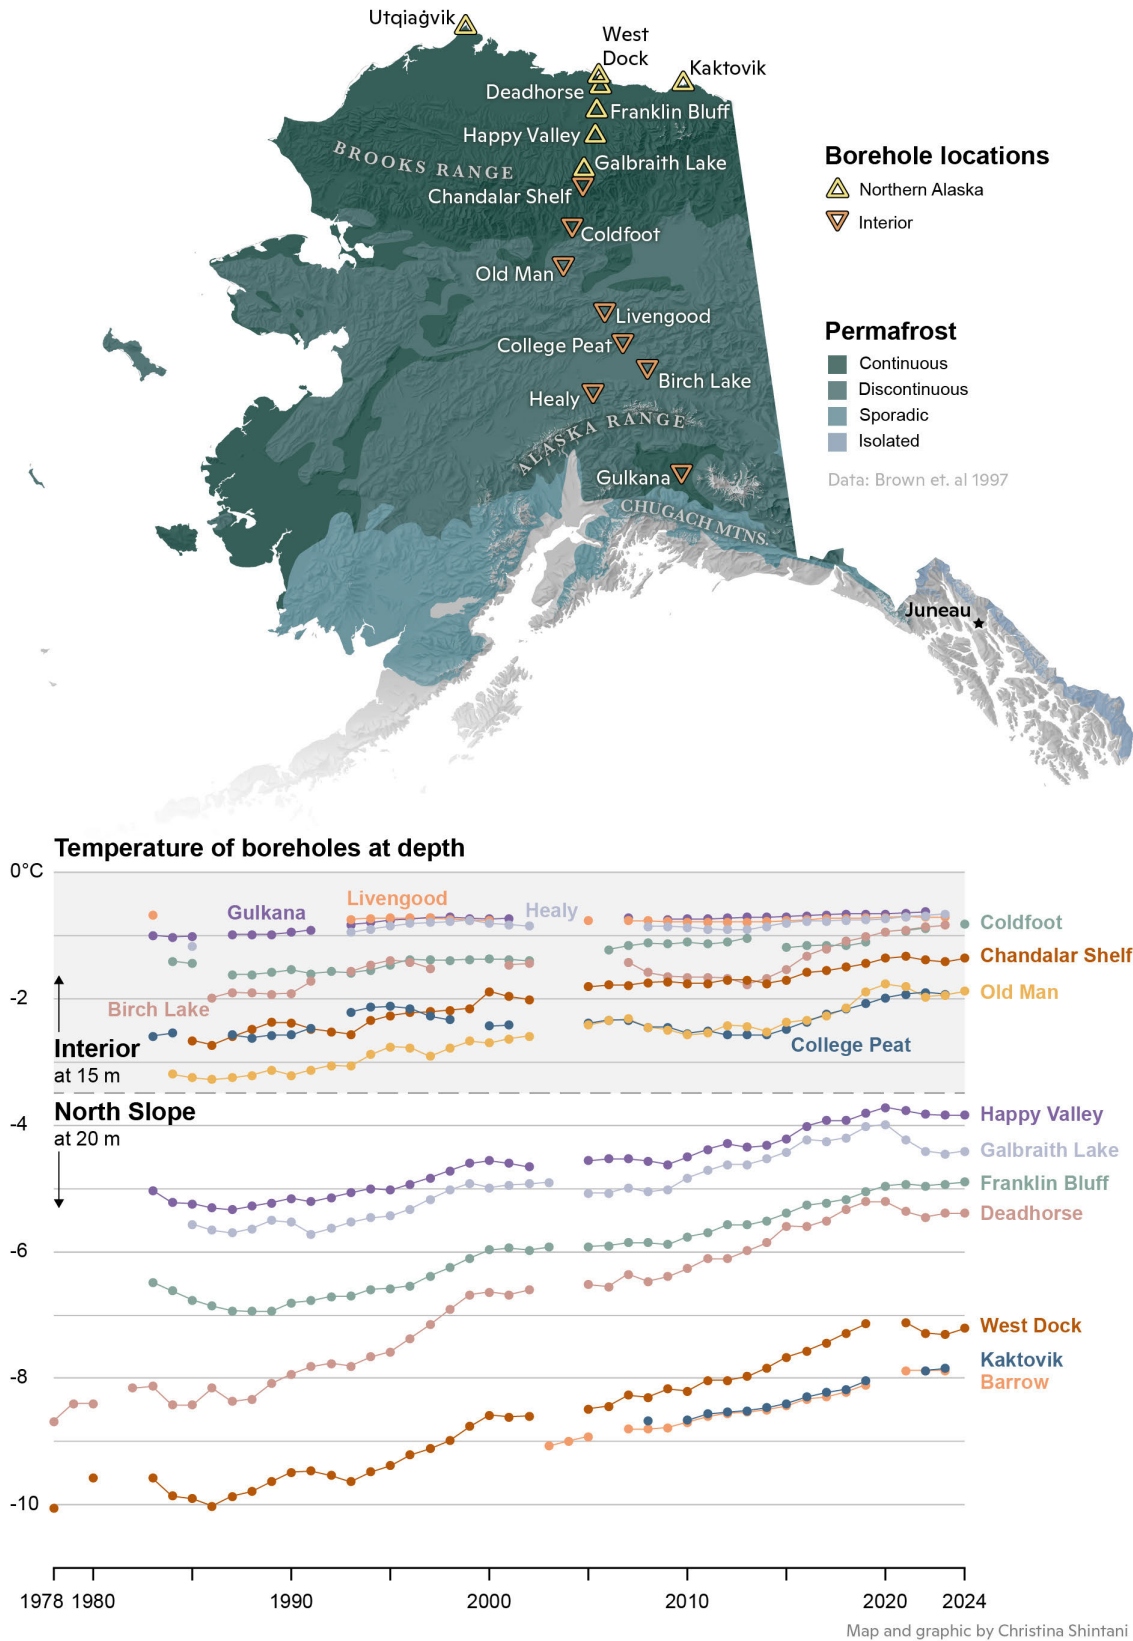 Utqiaġvik
West
Dock
Kaktovik
Deadhorse
Franklin Bluff
Happy Valley
BROOKS RANGE
Galbraith Lake
Chandalar Shelf
Coldfoot
Old Man
Livengood
College Peat
Birch Lake
Healy
ALASKA RANGE
Gulkana
CHUGACH MTNS.
Juneau
Borehole locations
Northern Alaska
Interior
Permafrost
Continuous
Discontinuous
Sporadic
Isolated
Data: Brown et. al 1997
Temperature of boreholes at depth
0°C
Livengood
Gulkana
Healy
Coldfoot
Chandalar Shelf
-2
Old Man
Birch Lake
College Peat
Interior
at 15 m
North Slope
at 20 m
-4
Happy Valley
Galbraith Lake
Franklin Bluff
Deadhorse
-6
West Dock
Kaktovik
-8
Barrow
-10
1978 1980 1990 2000 2010 2020 2024
Map and graphic by Christina Shintani